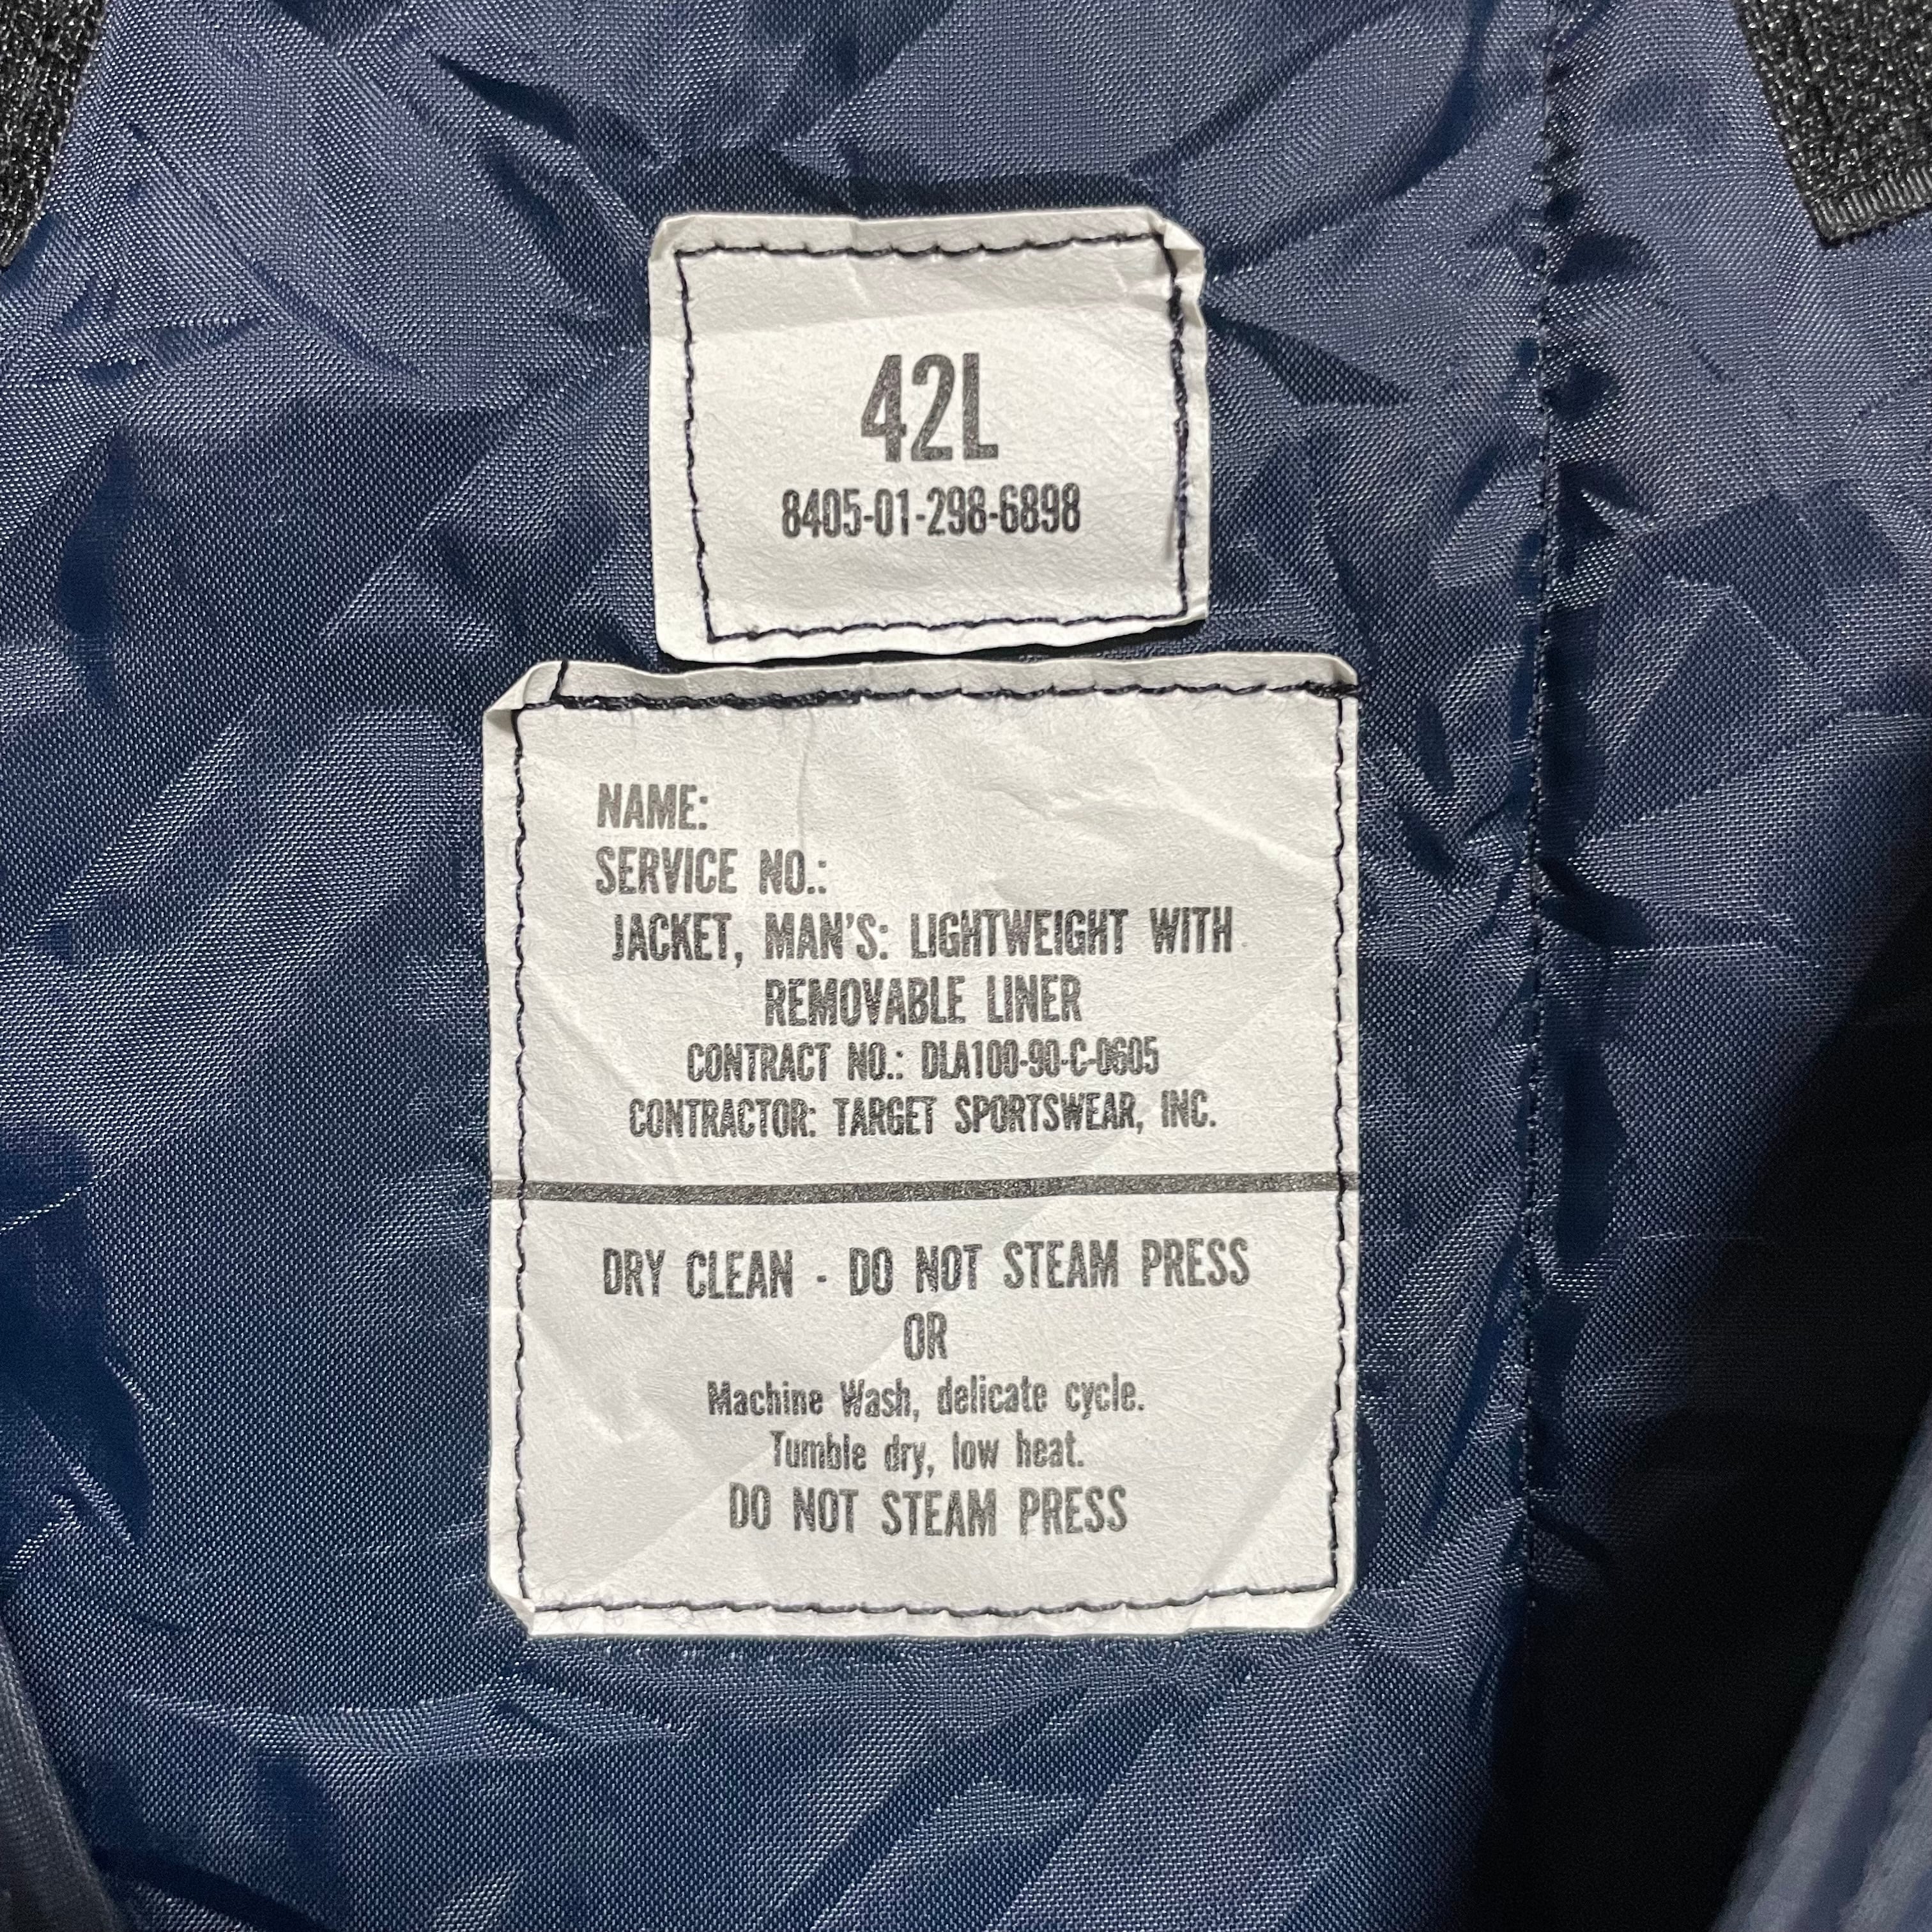 42L
8405-01-298-6898
NAME:
SERVICE NO.:
JACKET, MAN'S: LIGHTWEIGHT WITH
REMOVABLE LINER
CONTRACT NO.: DLA100-90-C-0605
CONTRACTOR: TARGET SPORTSWEAR, INC.
DRY CLEAN - DO NOT STEAM PRESS
OR
Machine Wash, delicate cycle.
Tumble dry, low heat.
DO NOT STEAM PRESS